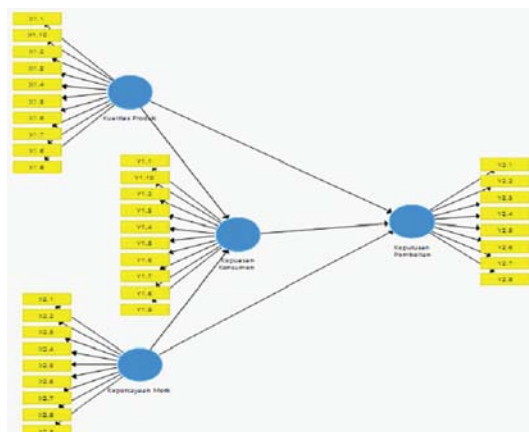 X1.1
X1.10
X1.2
X1.3
X1.4
X1.5
X1.6
X1.7
X1.8
X1.9
Kualitas Produk
Y1.1
Y1.10
Y1.2
Y1.3
Y1.4
Y1.5
Y1.6
Y1.7
Y1.8
Y1.9
Kepuasan
Konsumen
Y2.1
Y2.2
Y2.3
Y2.4
Y2.5
Y2.6
Y2.7
Y2.8
Keputusan
Pembelian
X2.1
X2.2
X2.3
X2.4
X2.5
X2.6
X2.7
X2.8
Kepercayaan Merk